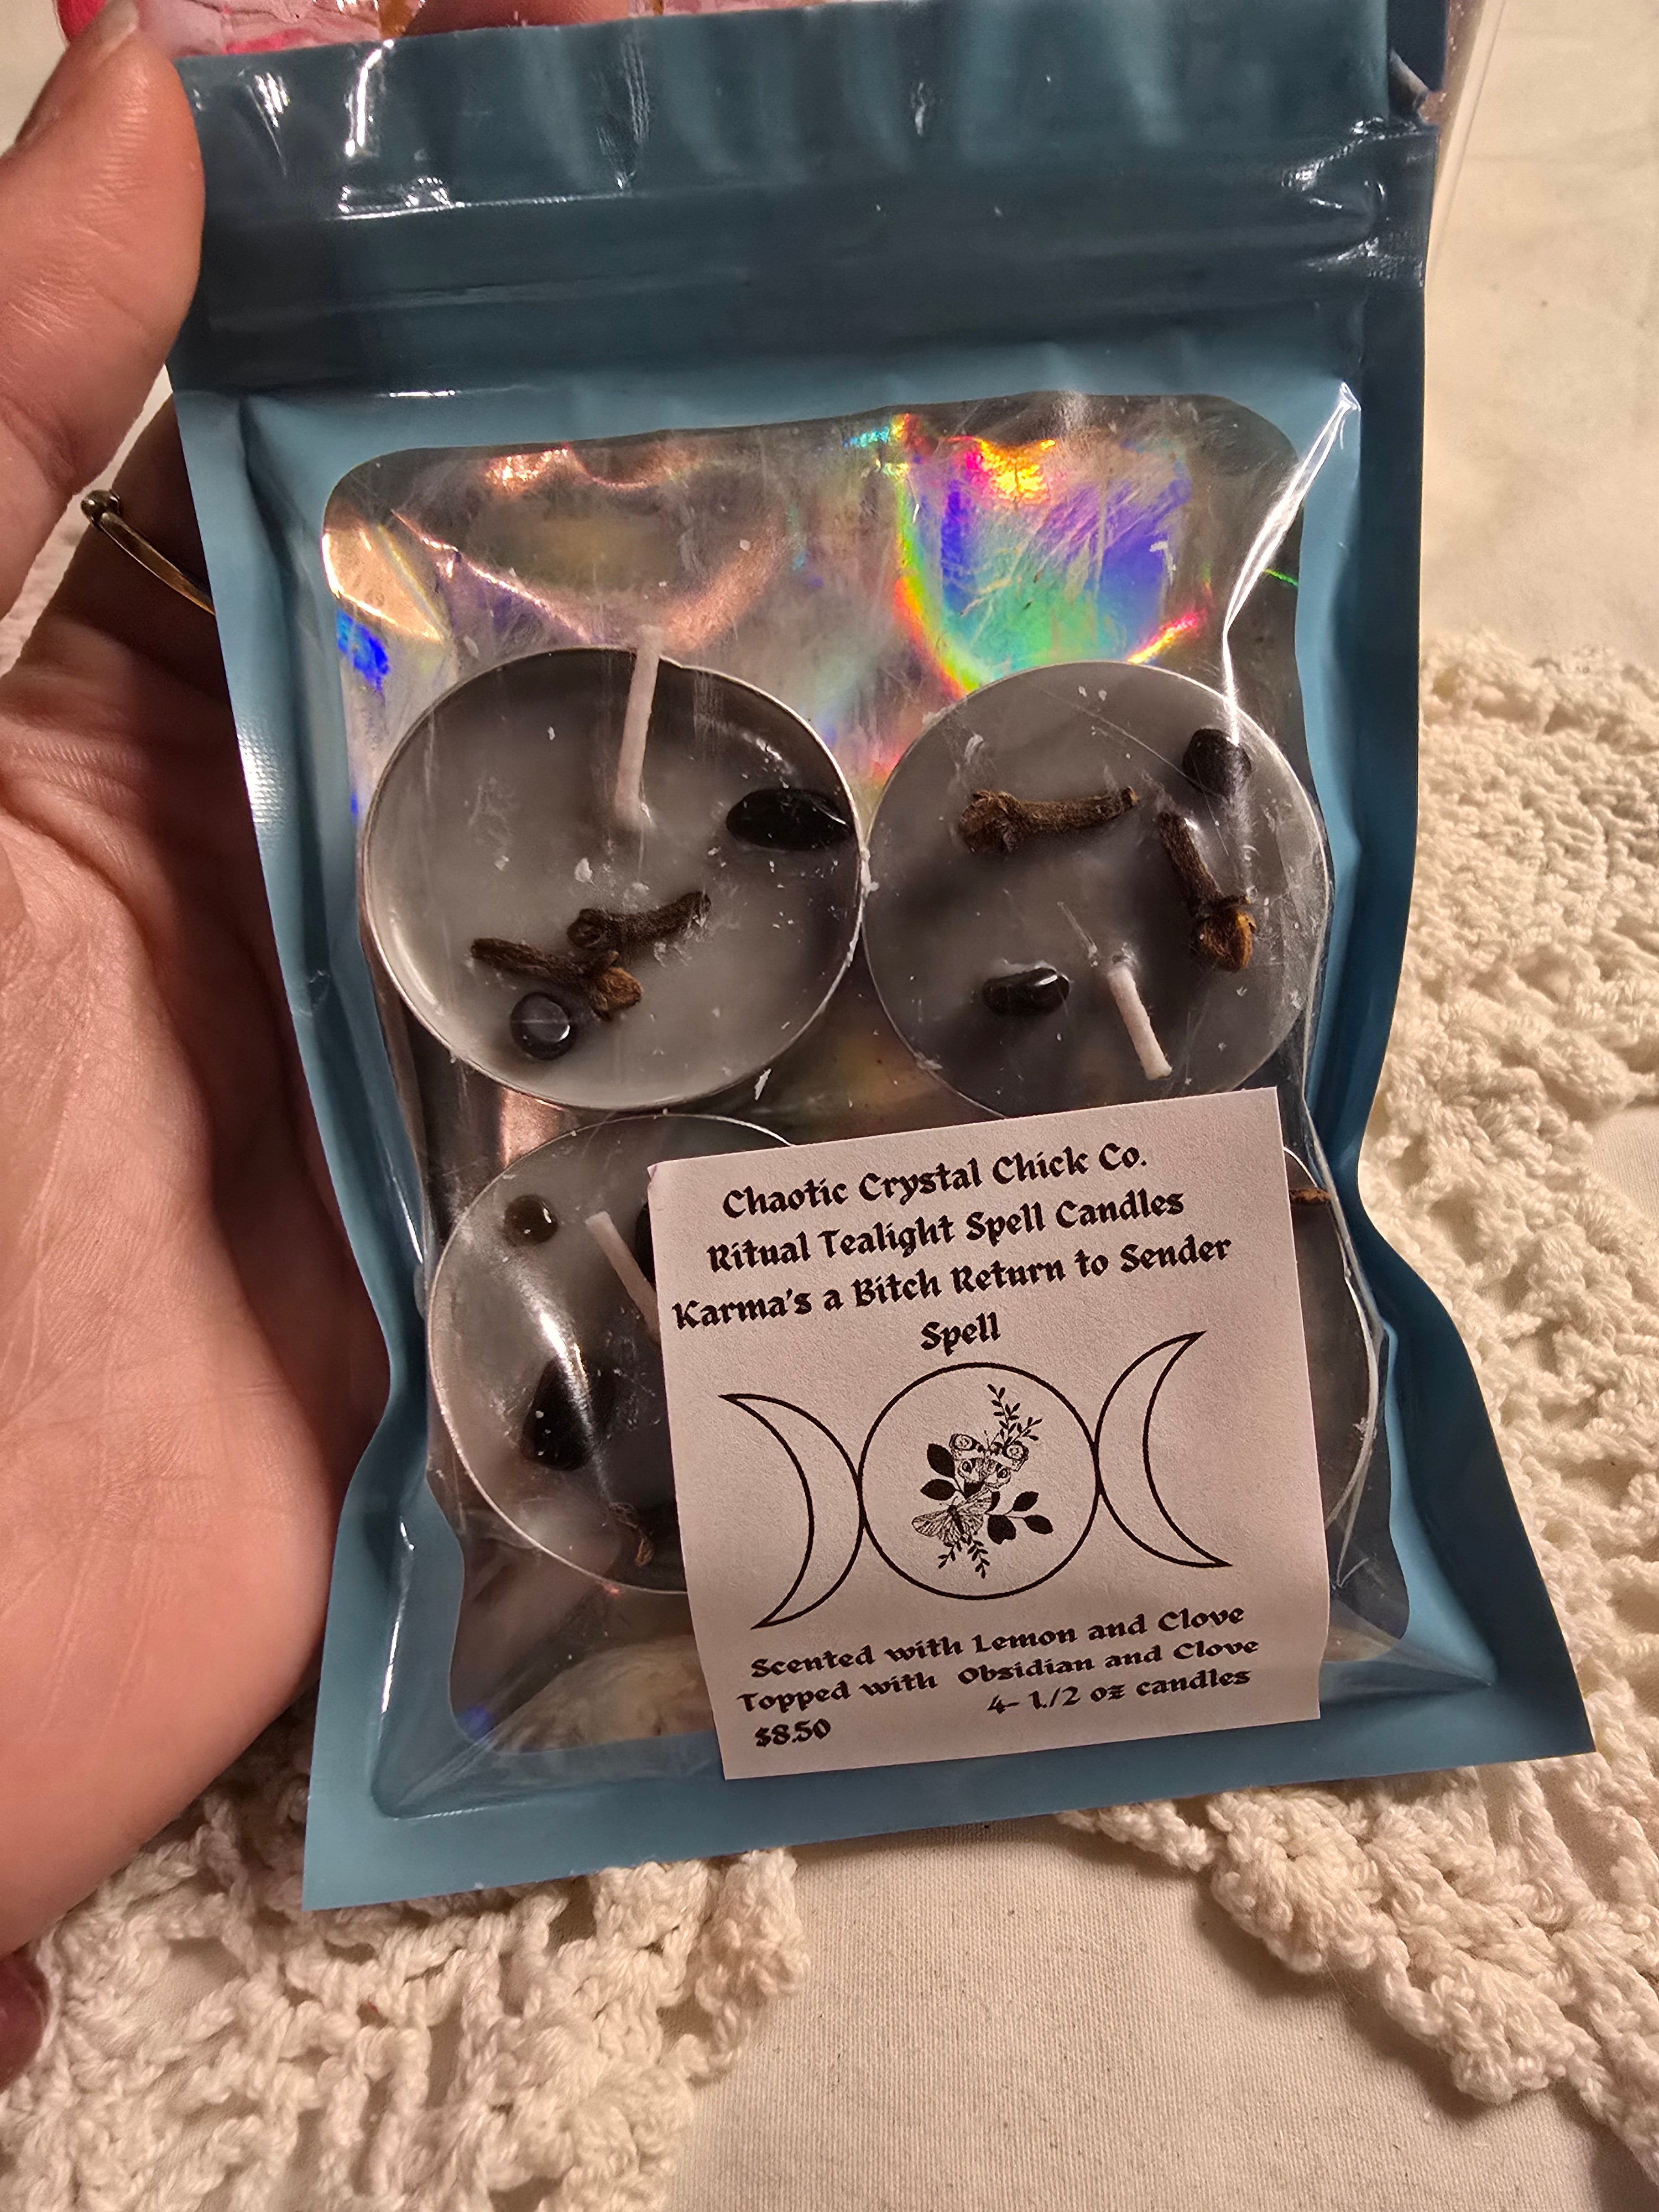 Chaotic Crystal Chick Co.
Ritual Tealight Spell Candles
Karma's a Bitch Return to Sender
Spell
Scented with Lemon and Clove
Topped with Obsidian and Clove
4- 1./2 oz candles
$8.50